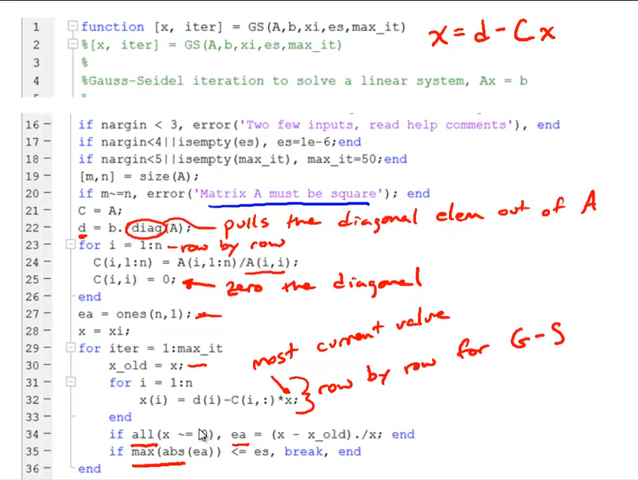 1 function [x, iter] = GS(A,b,xi,es,max_it)
x = d - Cx
2 %[x, iter] = GS(A,b,xi,es,max_it)
3 %
4 %Gauss-Seidel iteration to solve a linear system, Ax = b
16 if nargin < 3, error('Two few inputs, read help comments'), end
17 if nargin<4||isempty(es), es=1e-6;end
18 if nargin<5||isempty(max_it), max_it=50;end
19 [m,n] = size(A);
20 if m~=n, error('Matrix A must be square'); end
21 C = A;
22 d = b./diag(A); pulls the diagonal elem out of A
23 for i = 1:n row by row
24 C(i,1:n) = A(i,1:n)/A(i,i);
25 C(i,i) = 0; zero the diagonal
26 end
27 ea = ones(n,1);
28 x = xi;
most current value
29 for iter = 1:max_it
30 x_old = x;
31 for i = 1:n
row by row for G-S
32 x(i) = d(i)-C(i,:)*x;
33 end
34 if all(x ~= ), ea = (x - x_old)./x; end
35 if max(abs(ea)) <= es, break, end
36 end